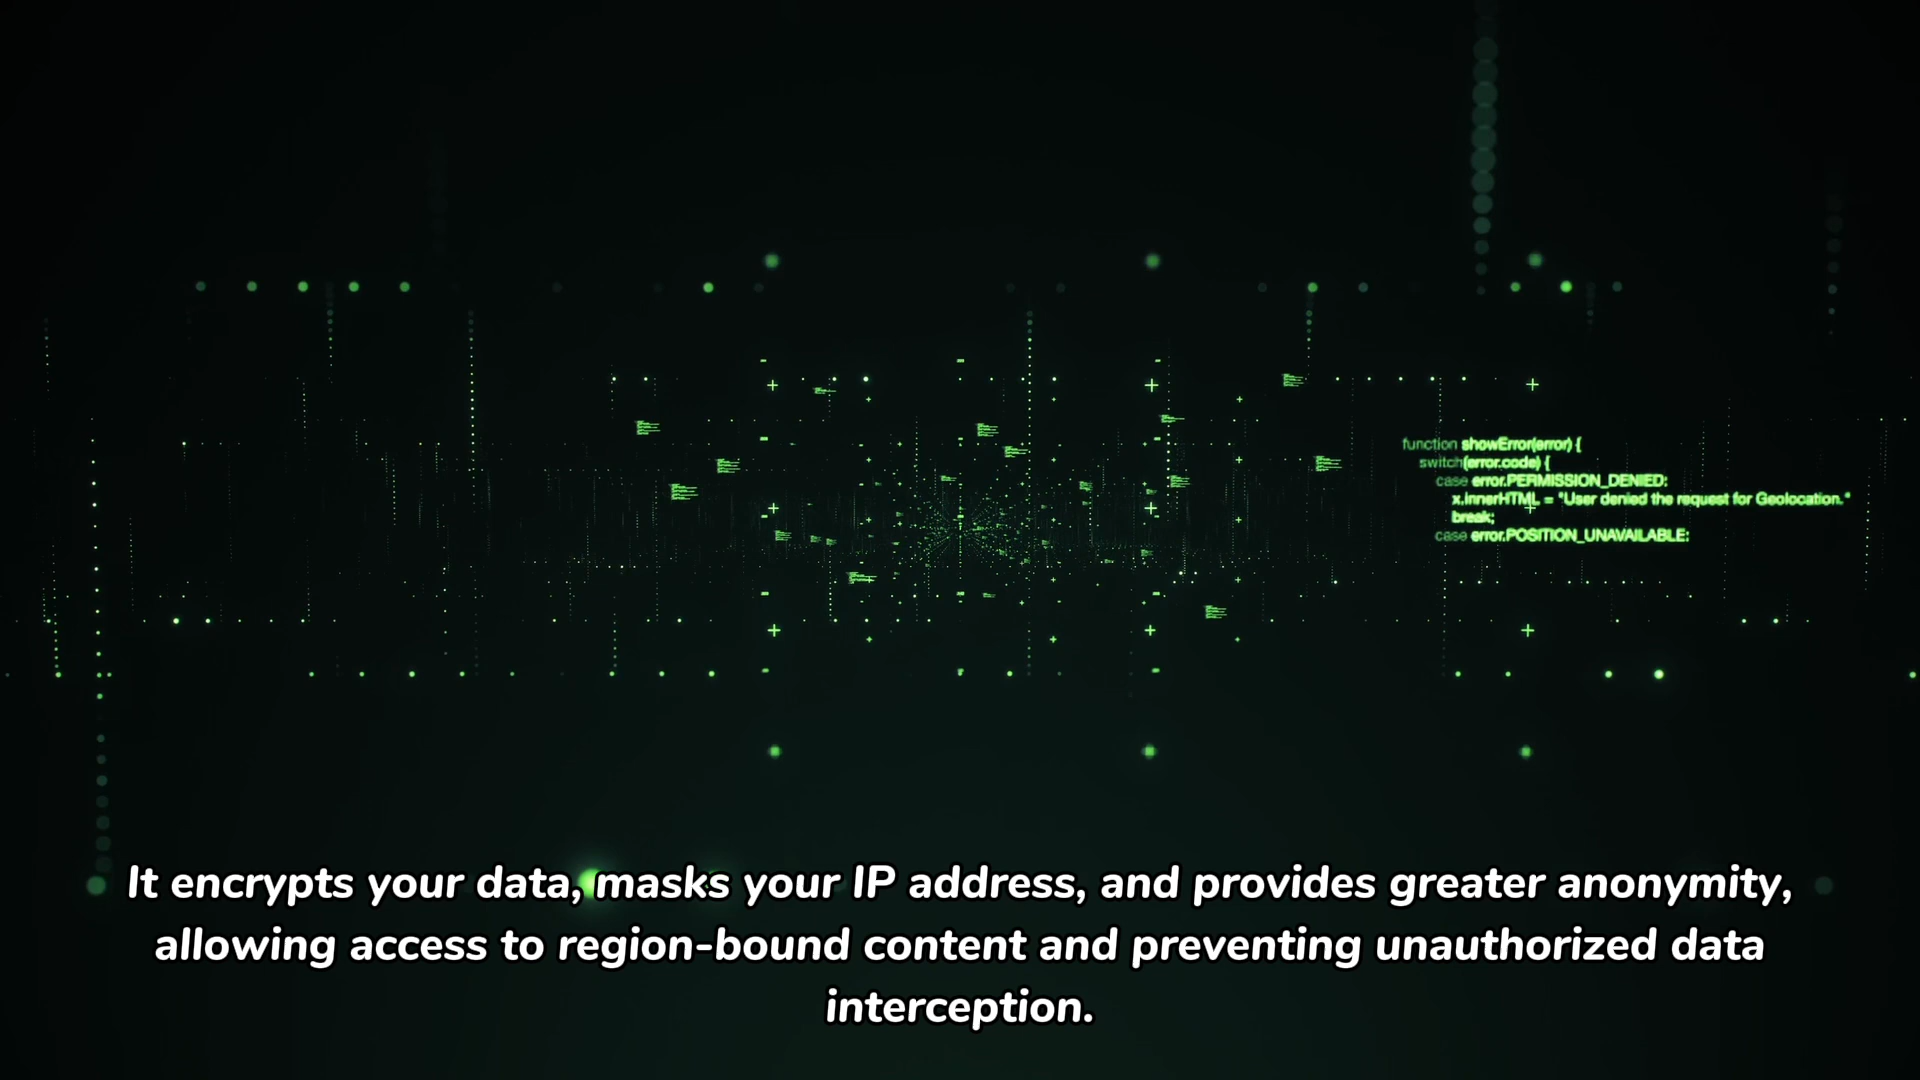 function showError(error) {
switch(error.code) {
case error.PERMISSION_DENIED:
x.innerHTML = "User denied the request for Geolocation."
break;
case error.POSITION_UNAVAILABLE:
It encrypts your data, masks your IP address, and provides greater anonymity,
allowing access to region-bound content and preventing unauthorized data
interception.